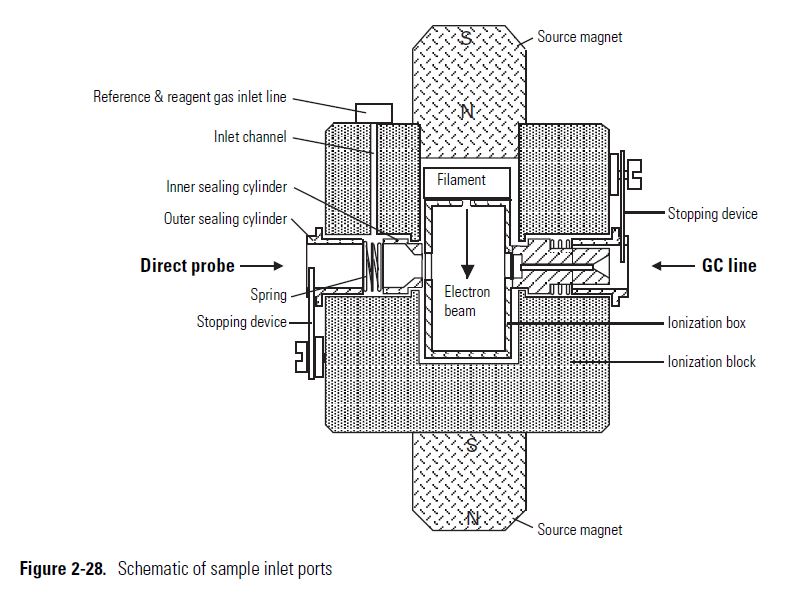 S
Source magnet
N
Reference & reagent gas inlet line
Inlet channel
Filament
Inner sealing cylinder
Outer sealing cylinder
Stopping device
Direct probe
GC line
Spring
Electron
beam
Stopping device
Ionization box
Ionization block
S
N
Source magnet
Figure 2-28. Schematic of sample inlet ports